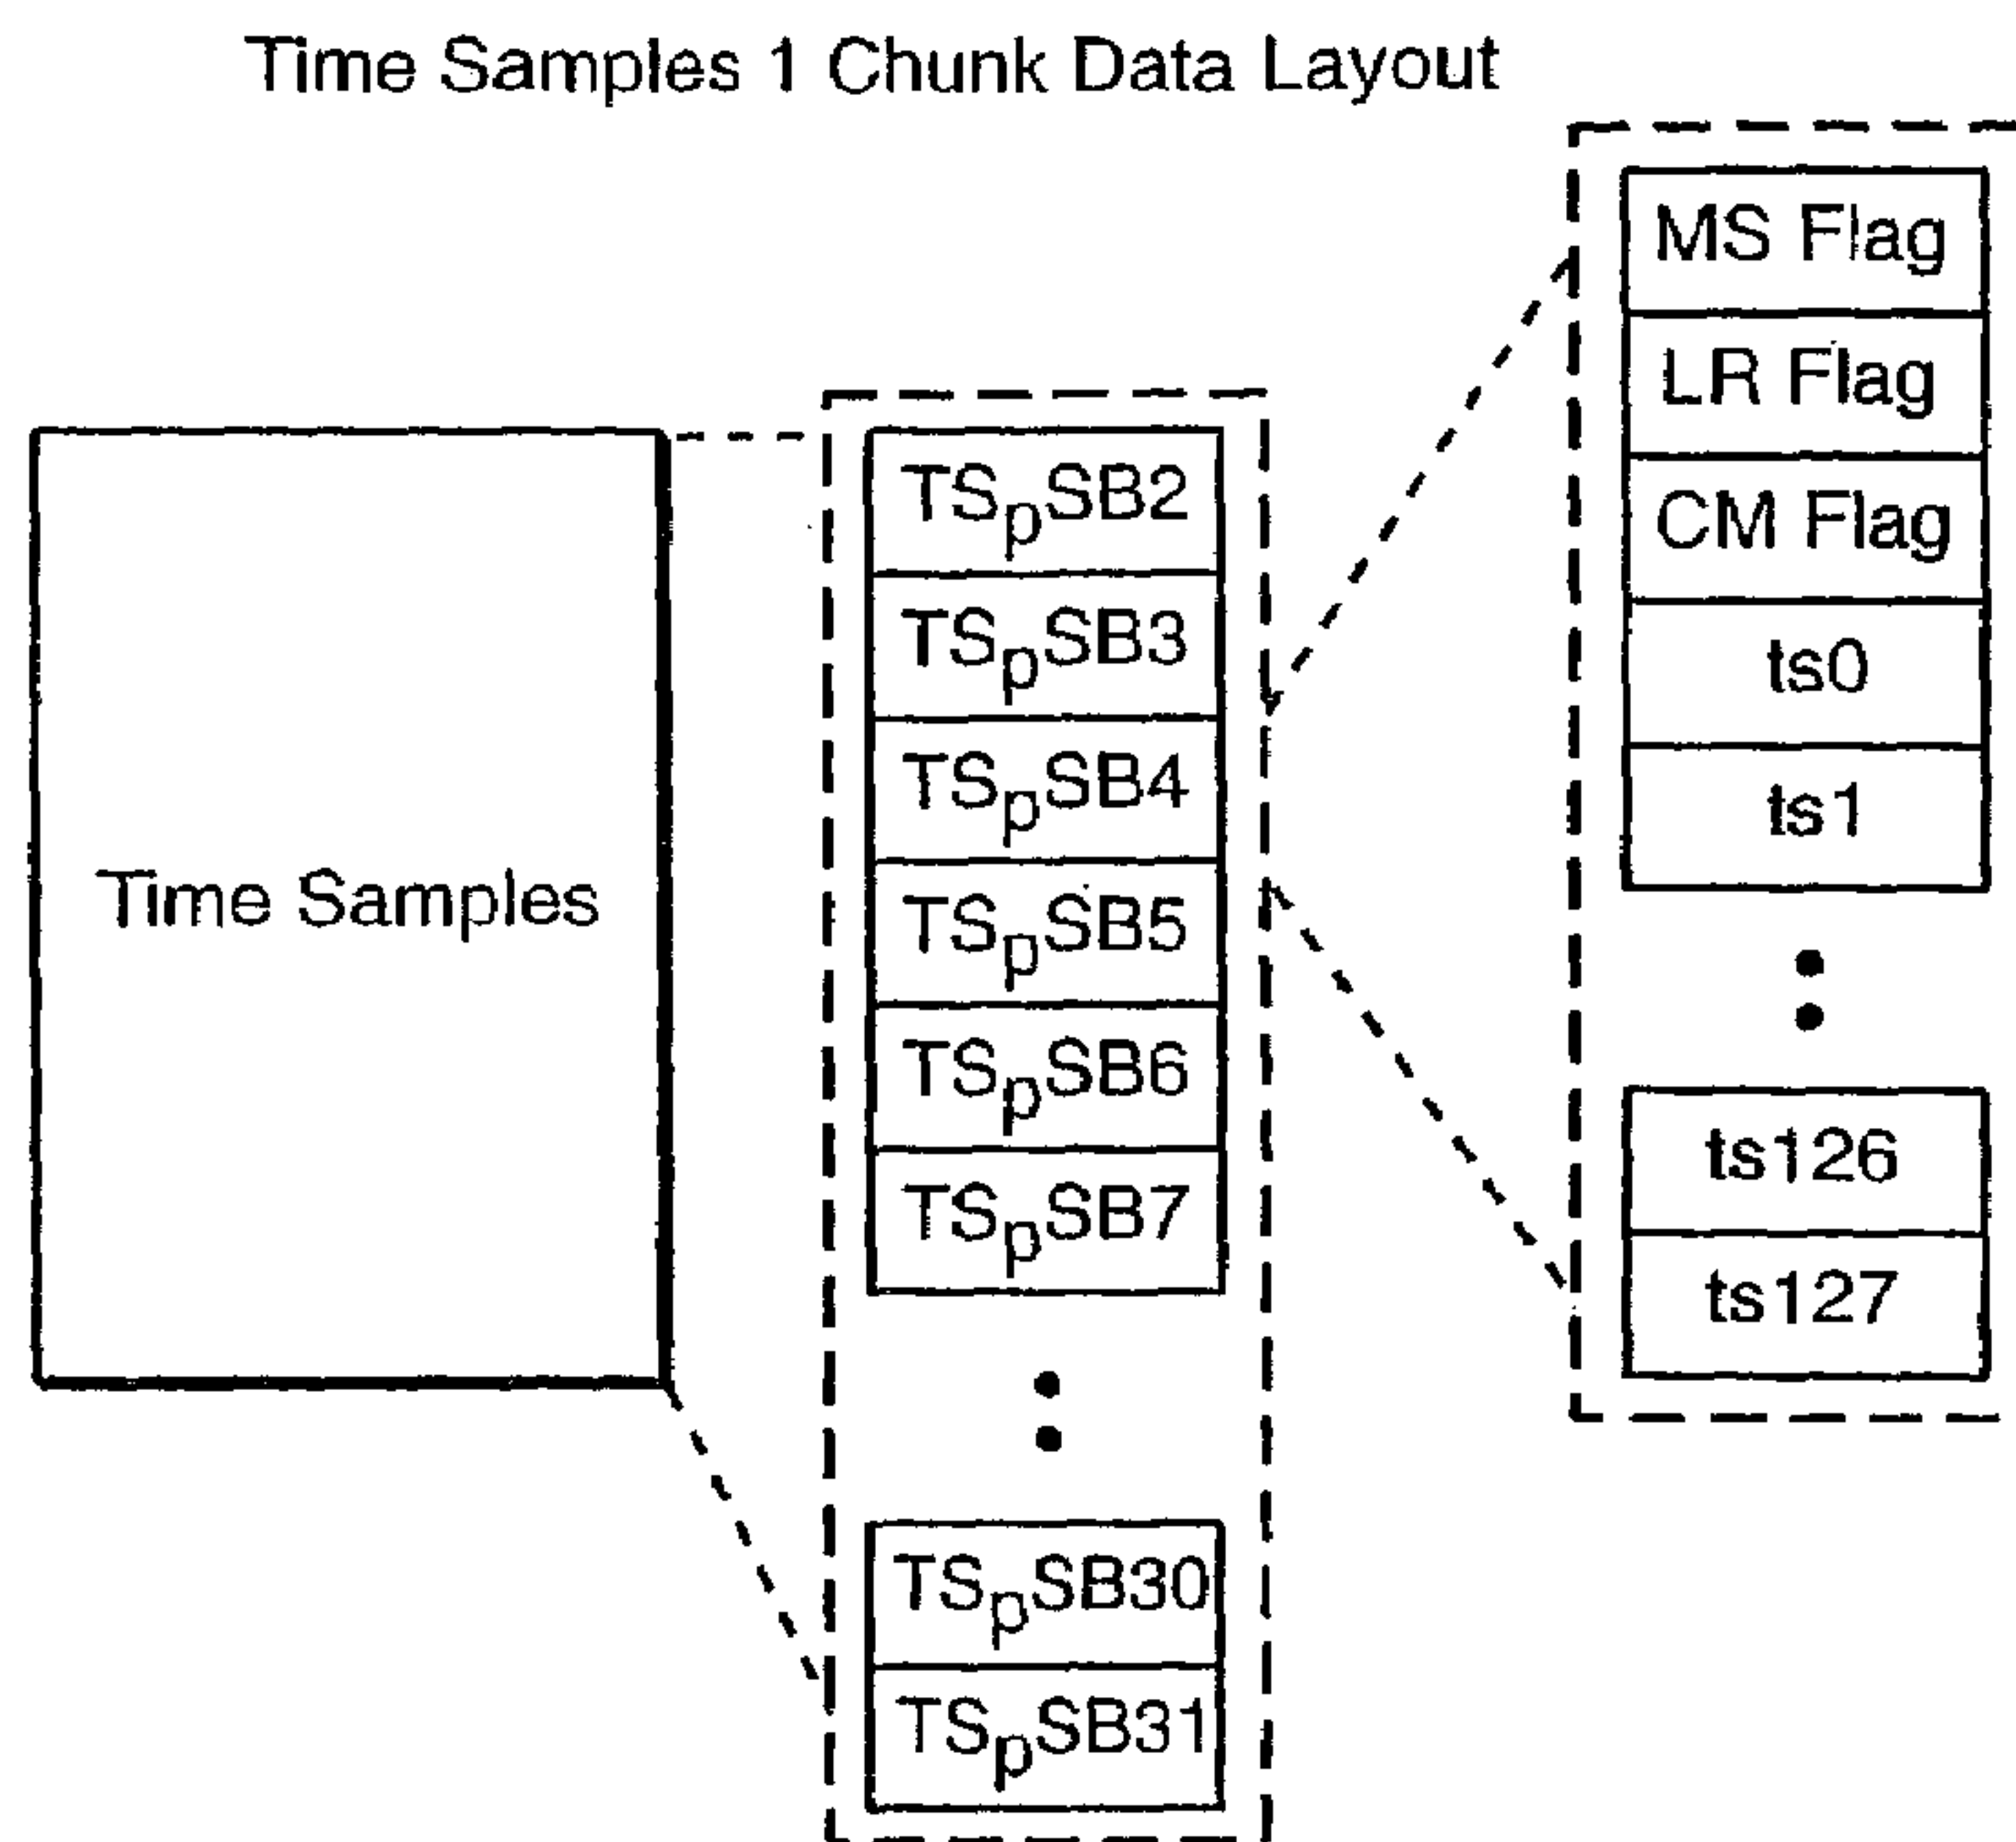 Time Samples 1 Chunk Data Layout
Time Samples
TSpSB2
TSpSB3
TSpSB4
TSpSB5
TSpSB6
TSpSB7
TSpSB30
TSpSB31
MS Flag
LR Flag
CM Flag
ts0
ts1
ts126
ts127